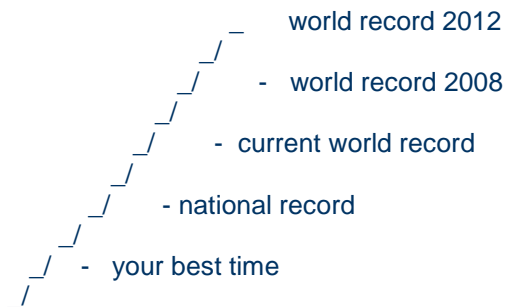 _ world record 2012
_/
_/ - world record 2008
_/
_/ - current world record
_/
_/ - national record
_/
_/ - your best time
/